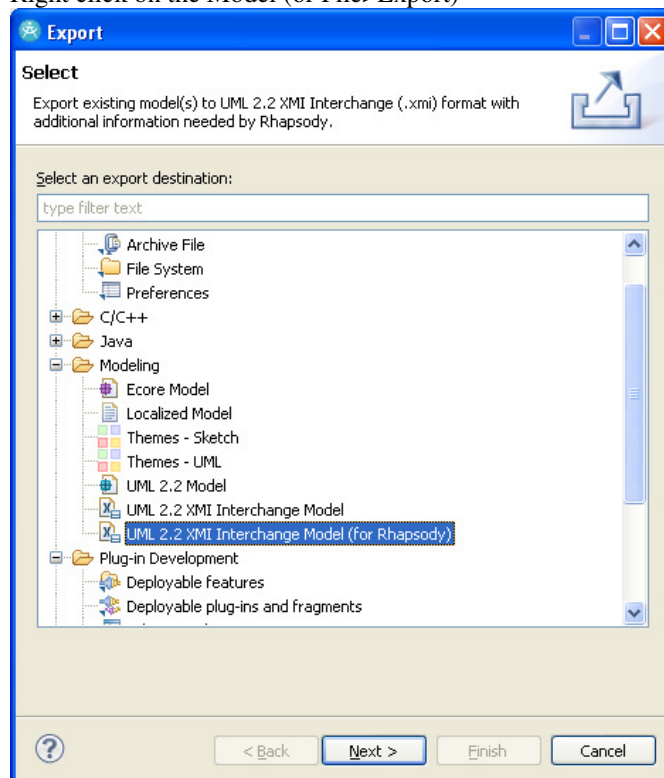 Right click on the Model (or File> Export)
Export
Select
Export existing model(s) to UML 2.2 XMI Interchange (.xmi) format with
additional information needed by Rhapsody.
Select an export destination:
type filter text
Archive File
File System
Preferences
C/C++
Java
Modeling
Ecore Model
Localized Model
Themes - Sketch
Themes - UML
UML 2.2 Model
UML 2.2 XMI Interchange Model
UML 2.2 XMI Interchange Model (for Rhapsody)
Plug-in Development
Deployable features
Deployable plug-ins and fragments
< Back Next > Finish Cancel